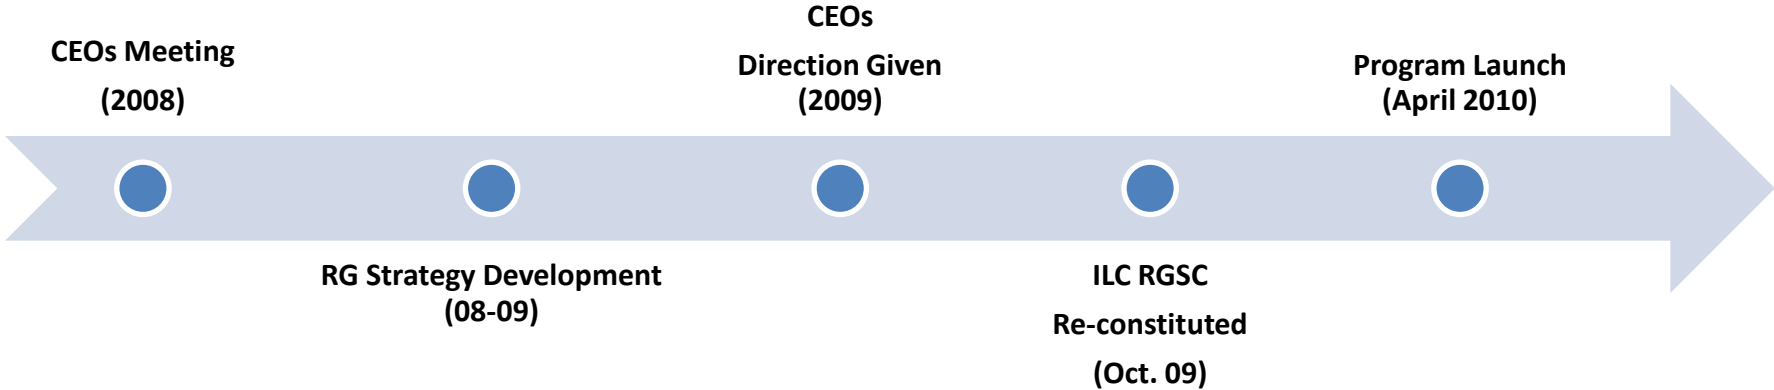 CEOs Meeting
(2008)
RG Strategy Development
(08-09)
CEOs
Direction Given
(2009)
ILC RGSC
Re-constituted
(Oct. 09)
Program Launch
(April 2010)